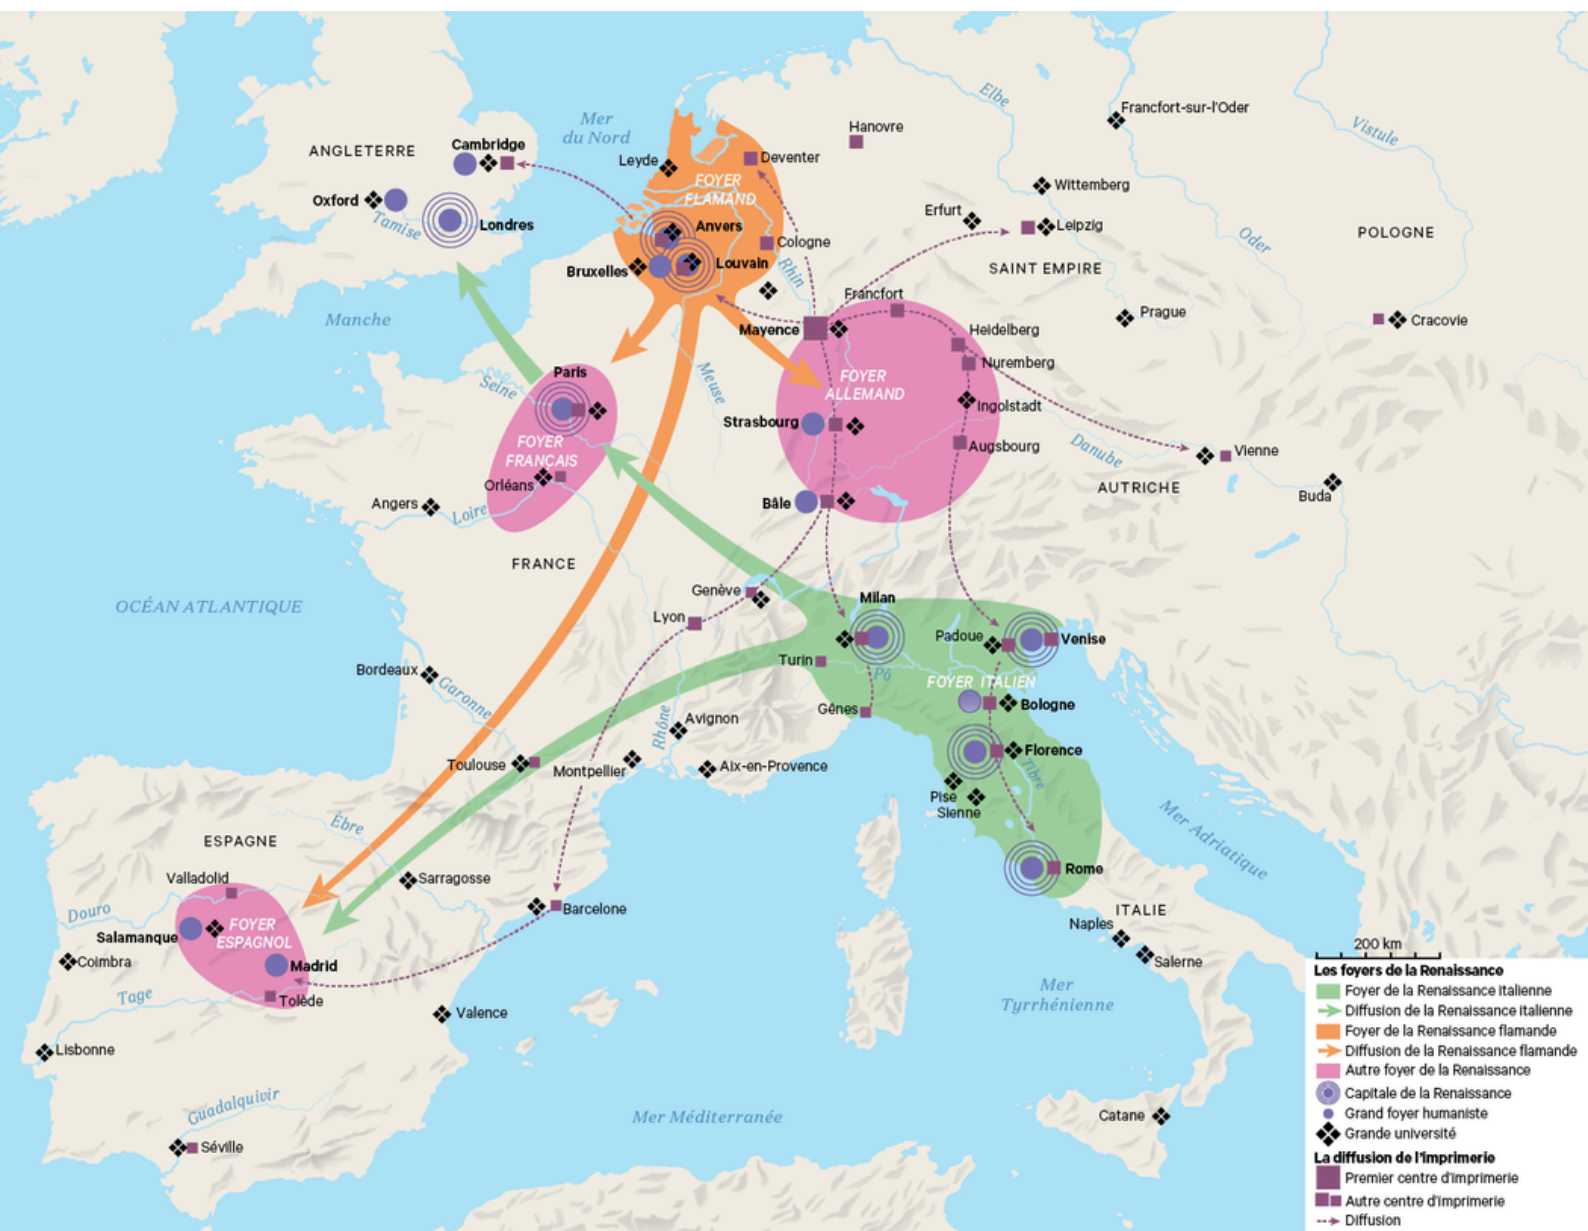 Mer
du Nord
Elbe
Francfort-sur-l'Oder
Vistule
Hanovre
ANGLETERRE
Cambridge
Leyde
Deventer
FOYER
FLAMAND
Wittemberg
Oxford
Tamise
Londres
Erfurt
Leipzig
Anvers
Cologne
Oder
POLOGNE
Bruxelles
Louvain
Rhin
SAINT EMPIRE
Francfort
Manche
Mayence
Heidelberg
Prague
Cracovie
Paris
Seine
Meuse
Nuremberg
FOYER
ALLEMAND
Ingolstadt
Strasbourg
FOYER
FRANÇAIS
Augsbourg
Danube
Vienne
Orléans
AUTRICHE
Buda
Angers
Loire
Bâle
FRANCE
OCÉAN ATLANTIQUE
Genève
Milan
Lyon
Padoue
Venise
Turin
Pô
FOYER ITALIEN
Bordeaux
Garonne
Gênes
Bologne
Rhône
Avignon
Florence
Toulouse
Montpellier
Aix-en-Provence
Tibre
Pise
Sienne
Mer Adriatique
Èbre
ESPAGNE
Valladolid
Sarragosse
Rome
Douro
FOYER
ESPAGNOL
Barcelone
ITALIE
Salamanque
Naples
Coimbra
Madrid
Salerne
Tage
Tolède
Mer
Tyrrhénienne
Valence
Lisbonne
Guadalquivir
Mer Méditerranée
Catane
Séville
200 km
Les foyers de la Renaissance
Foyer de la Renaissance italienne
Diffusion de la Renaissance italienne
Foyer de la Renaissance flamande
Diffusion de la Renaissance flamande
Autre foyer de la Renaissance
Capitale de la Renaissance
Grand foyer humaniste
Grande université
La diffusion de l'imprimerie
Premier centre d'imprimerie
Autre centre d'imprimerie
Diffusion